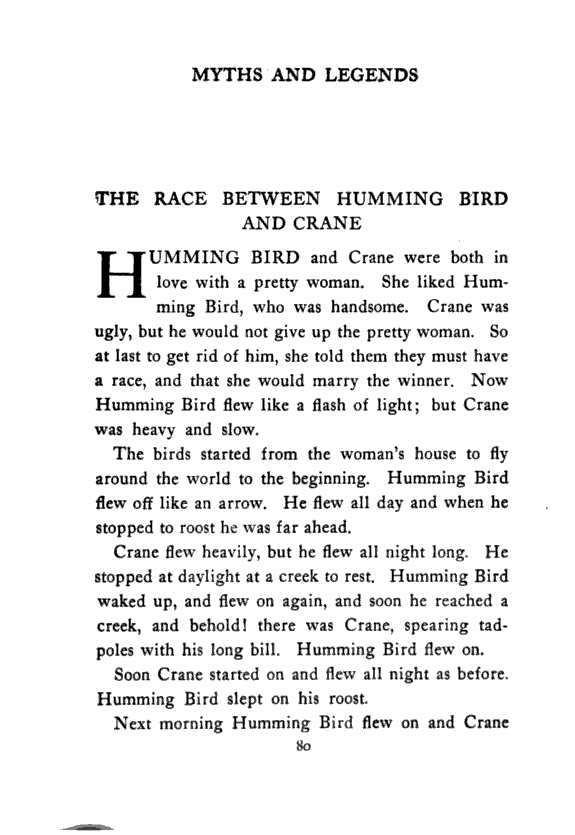 MYTHS AND LEGENDS
THE RACE BETWEEN HUMMING BIRD
AND CRANE
HUMMING BIRD and Crane were both in
love with a pretty woman. She liked Hum-
ming Bird, who was handsome. Crane was
ugly, but he would not give up the pretty woman. So
at last to get rid of him, she told them they must have
a race, and that she would marry the winner. Now
Humming Bird flew like a flash of light; but Crane
was heavy and slow.
The birds started from the woman's house to fly
around the world to the beginning. Humming Bird
flew off like an arrow. He flew all day and when he
stopped to roost he was far ahead.
Crane flew heavily, but he flew all night long. He
stopped at daylight at a creek to rest. Humming Bird
waked up, and flew on again, and soon he reached a
creek, and behold! there was Crane, spearing tad-
poles with his long bill. Humming Bird flew on.
Soon Crane started on and flew all night as before.
Humming Bird slept on his roost.
Next morning Humming Bird flew on and Crane
80